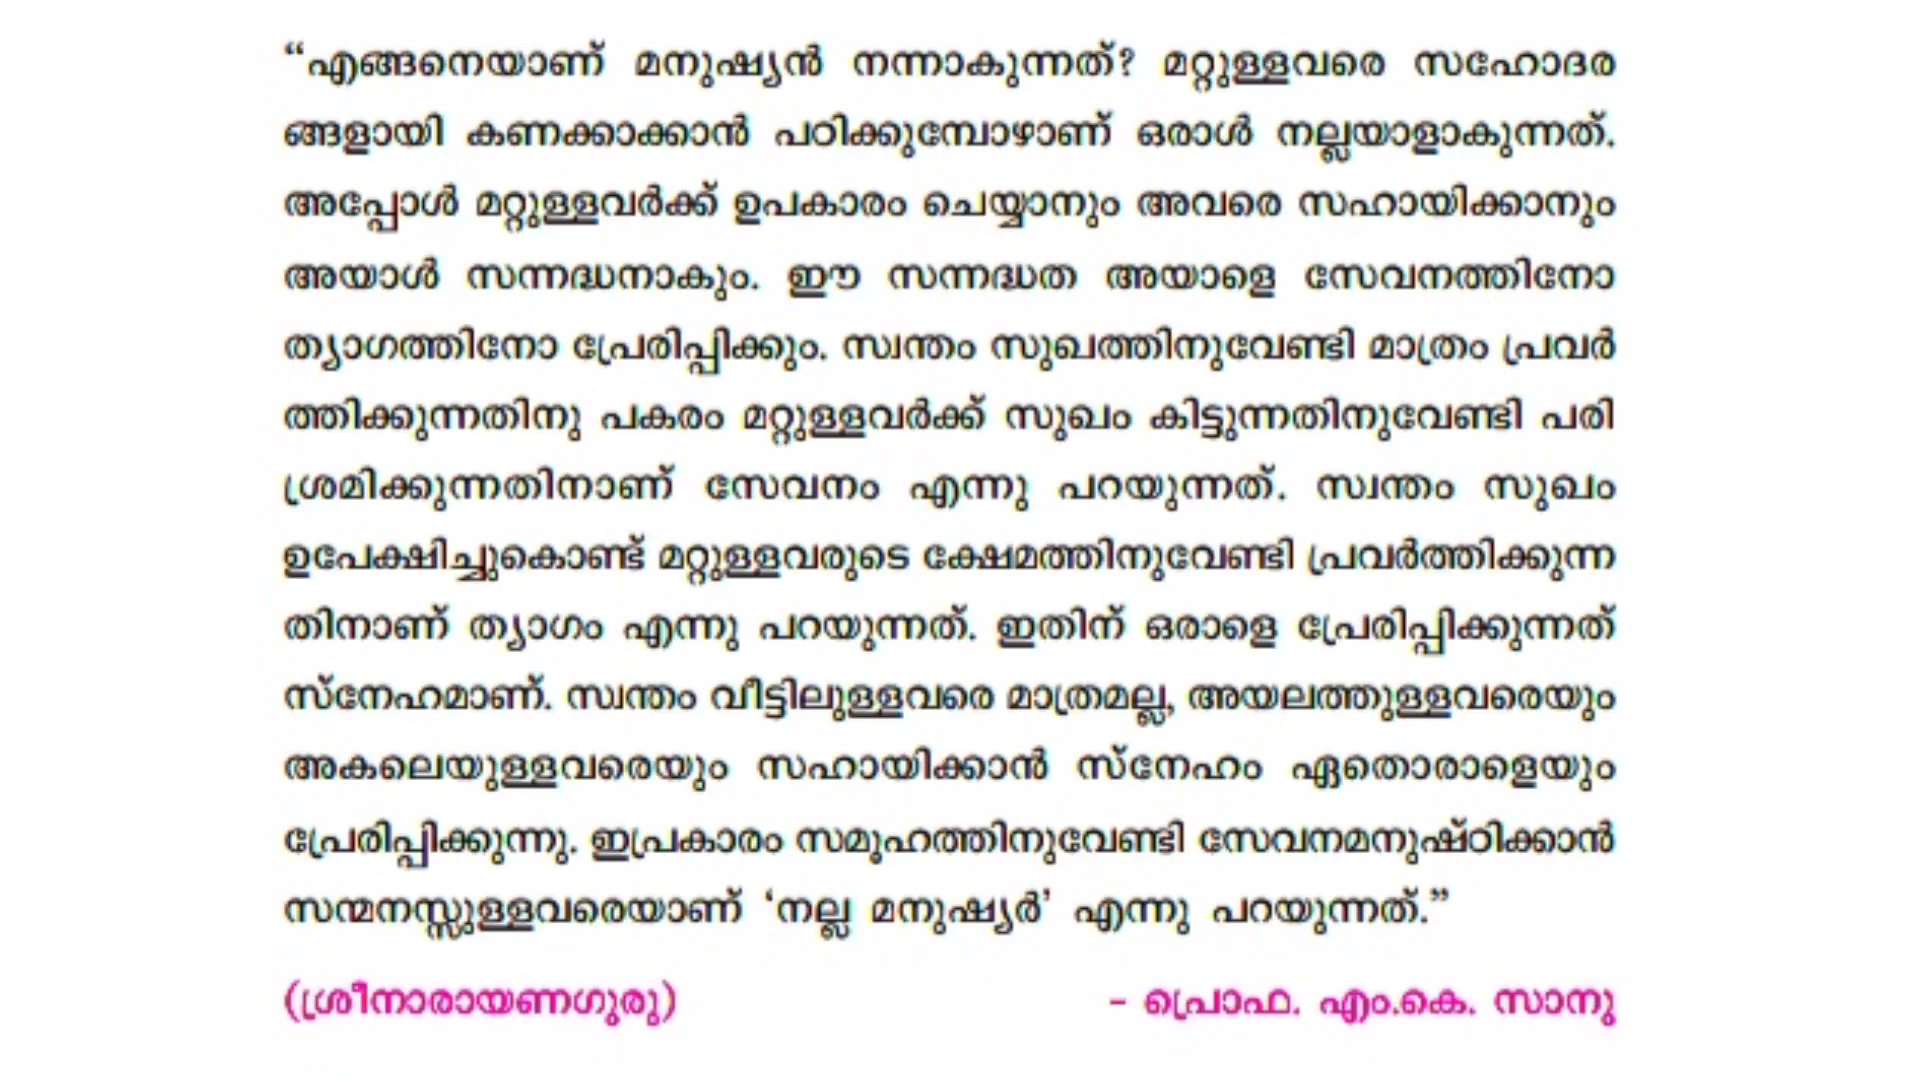 “എങ്ങനെയാണ് മനുഷ്യൻ നന്നാകുന്നത്? മറ്റുള്ളവരെ സഹോദര
ങ്ങളായി കണക്കാക്കാൻ പഠിക്കുമ്പോഴാണ് ഒരാൾ നല്ലയാളാകുന്നത്.
അപ്പോൾ മറ്റുള്ളവർക്ക് ഉപകാരം ചെയ്യാനും അവരെ സഹായിക്കാനും
അയാൾ സന്നദ്ധനാകും. ഈ സന്നദ്ധത അയാളെ സേവനത്തിനോ
ത്യാഗത്തിനോ പ്രേരിപ്പിക്കും. സ്വന്തം സുഖത്തിനുവേണ്ടി മാത്രം പ്രവർ
ത്തിക്കുന്നതിനു പകരം മറ്റുള്ളവർക്ക് സുഖം കിട്ടുന്നതിനുവേണ്ടി പരി
ശ്രമിക്കുന്നതിനാണ് സേവനം എന്നു പറയുന്നത്. സ്വന്തം സുഖം
ഉപേക്ഷിച്ചുകൊണ്ട് മറ്റുള്ളവരുടെ ക്ഷേമത്തിനുവേണ്ടി പ്രവർത്തിക്കുന്ന
തിനാണ് ത്യാഗം എന്നു പറയുന്നത്. ഇതിന് ഒരാളെ പ്രേരിപ്പിക്കുന്നത്
സ്നേഹമാണ്. സ്വന്തം വീട്ടിലുള്ളവരെ മാത്രമല്ല, അയലത്തുള്ളവരെയും
അകലെയുള്ളവരെയും സഹായിക്കാൻ സ്നേഹം ഏതൊരാളെയും
പ്രേരിപ്പിക്കുന്നു. ഇപ്രകാരം സമൂഹത്തിനുവേണ്ടി സേവനമനുഷ്ഠിക്കാൻ
സന്മനസ്സുള്ളവരെയാണ് ‘നല്ല മനുഷ്യർ’ എന്നു പറയുന്നത്.”
(ശ്രീനാരായണഗുരു) – പ്രൊഫ. എം.കെ. സാനു